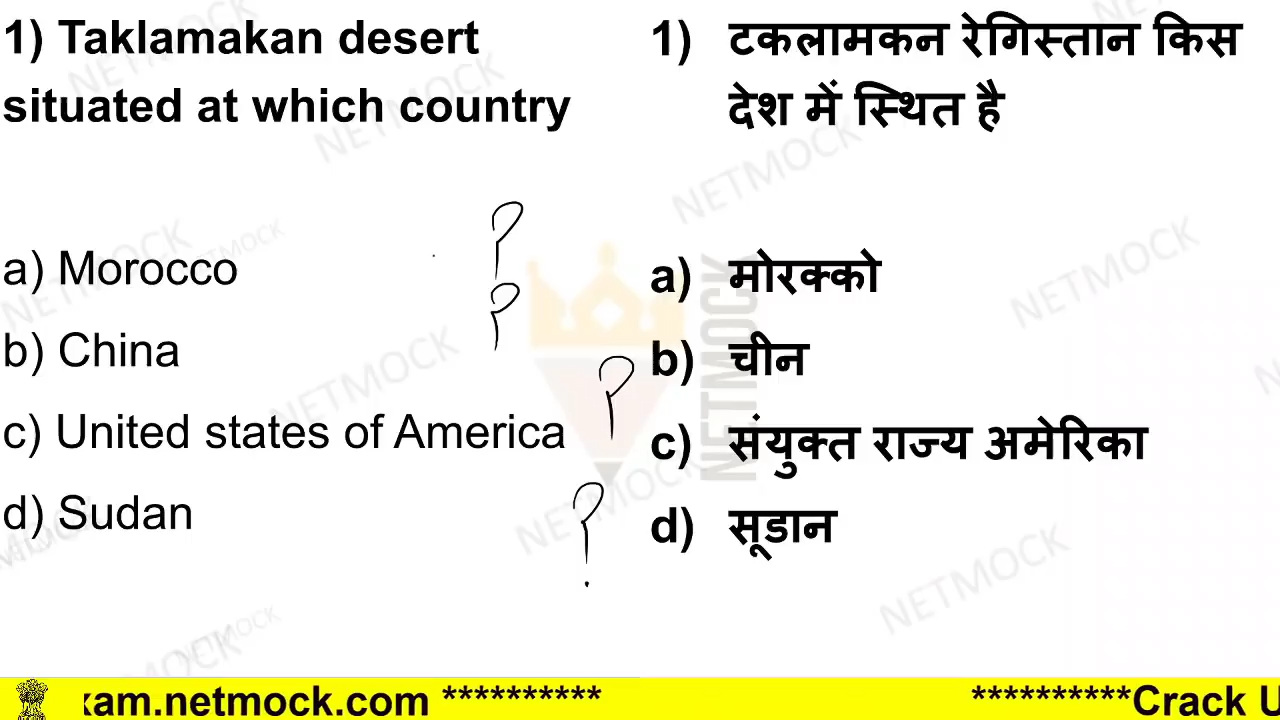 1) Taklamakan desert
situated at which country
a) Morocco
b) China
c) United states of America
d) Sudan
1) टकलामकन रेगिस्तान किस
देश में स्थित है
a) मोरक्को
b) चीन
c) संयुक्त राज्य अमेरिका
d) सूडान
?
?
?
?
NETMOCK
xam.netmock.com ********** **********Crack U